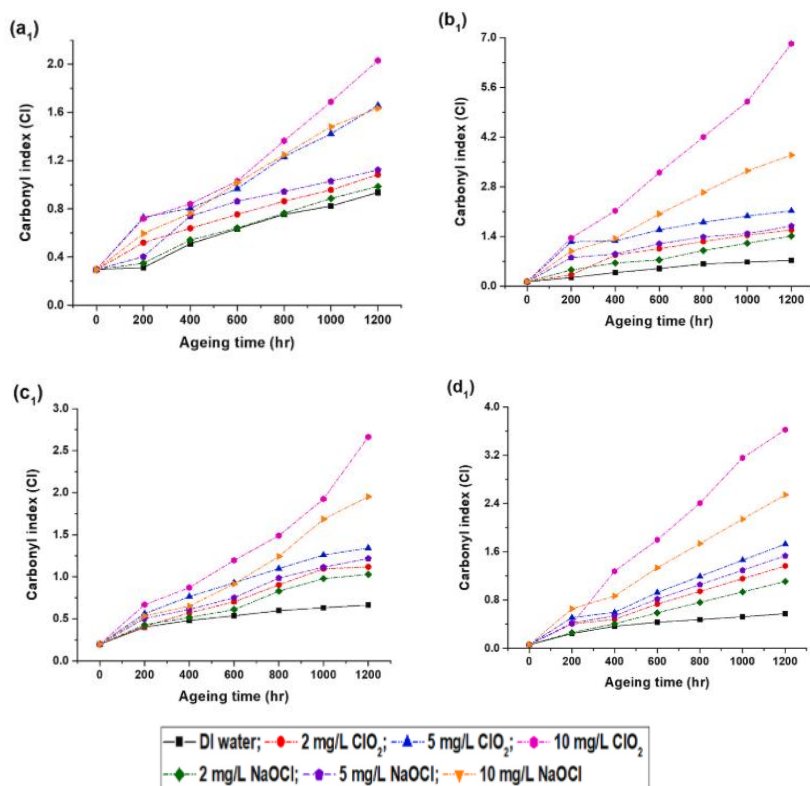 (a₁)
Carbonyl index (CI)
2.0
1.6
1.2
0.8
0.4
0.0
0 200 400 600 800 1000 1200
Ageing time (hr)
(b₁)
Carbonyl index (CI)
7.0
5.6
4.2
2.8
1.4
0.0
0 200 400 600 800 1000 1200
Ageing time (hr)
(c₁)
Carbonyl index (CI)
3.0
2.5
2.0
1.5
1.0
0.5
0.0
0 200 400 600 800 1000 1200
Ageing time (hr)
(d₁)
Carbonyl index (CI)
4.0
3.2
2.4
1.6
0.8
0.0
0 200 400 600 800 1000 1200
Ageing time (hr)
DI water; 2 mg/L ClO₂; 5 mg/L ClO₂; 10 mg/L ClO₂
2 mg/L NaOCl; 5 mg/L NaOCl; 10 mg/L NaOCl